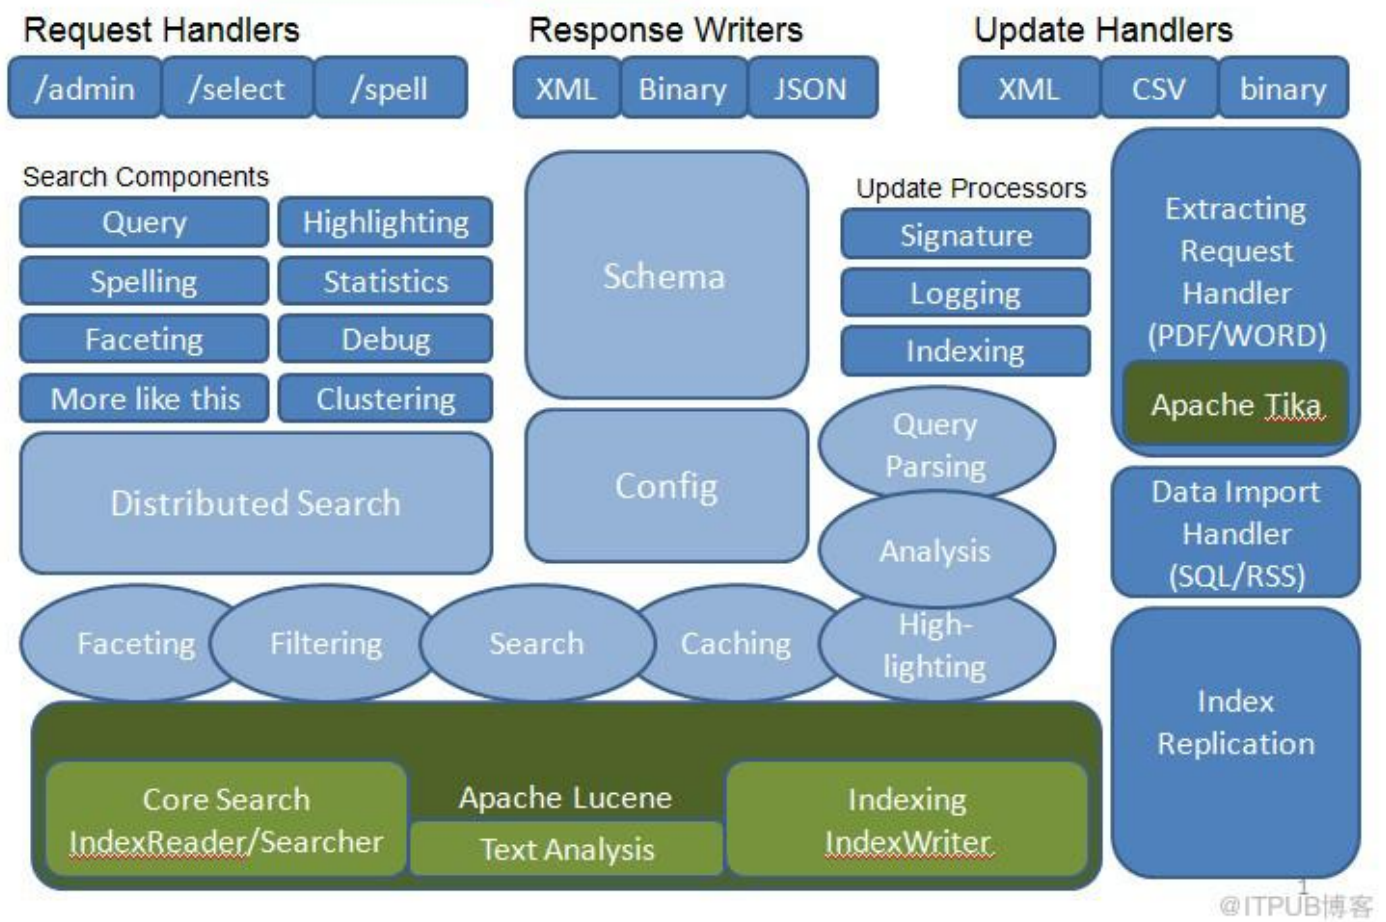 Request Handlers
/admin
/select
/spell
Response Writers
XML
Binary
JSON
Update Handlers
XML
CSV
binary
Search Components
Query
Highlighting
Spelling
Statistics
Faceting
Debug
More like this
Clustering
Distributed Search
Schema
Config
Update Processors
Signature
Logging
Indexing
Query
Parsing
Analysis
High-
lighting
Faceting
Filtering
Search
Caching
Extracting
Request
Handler
(PDF/WORD)
Apache Tika
Data Import
Handler
(SQL/RSS)
Index
Replication
Core Search
IndexReader/Searcher
Apache Lucene
Text Analysis
Indexing
IndexWriter
1
@ITPUB博客